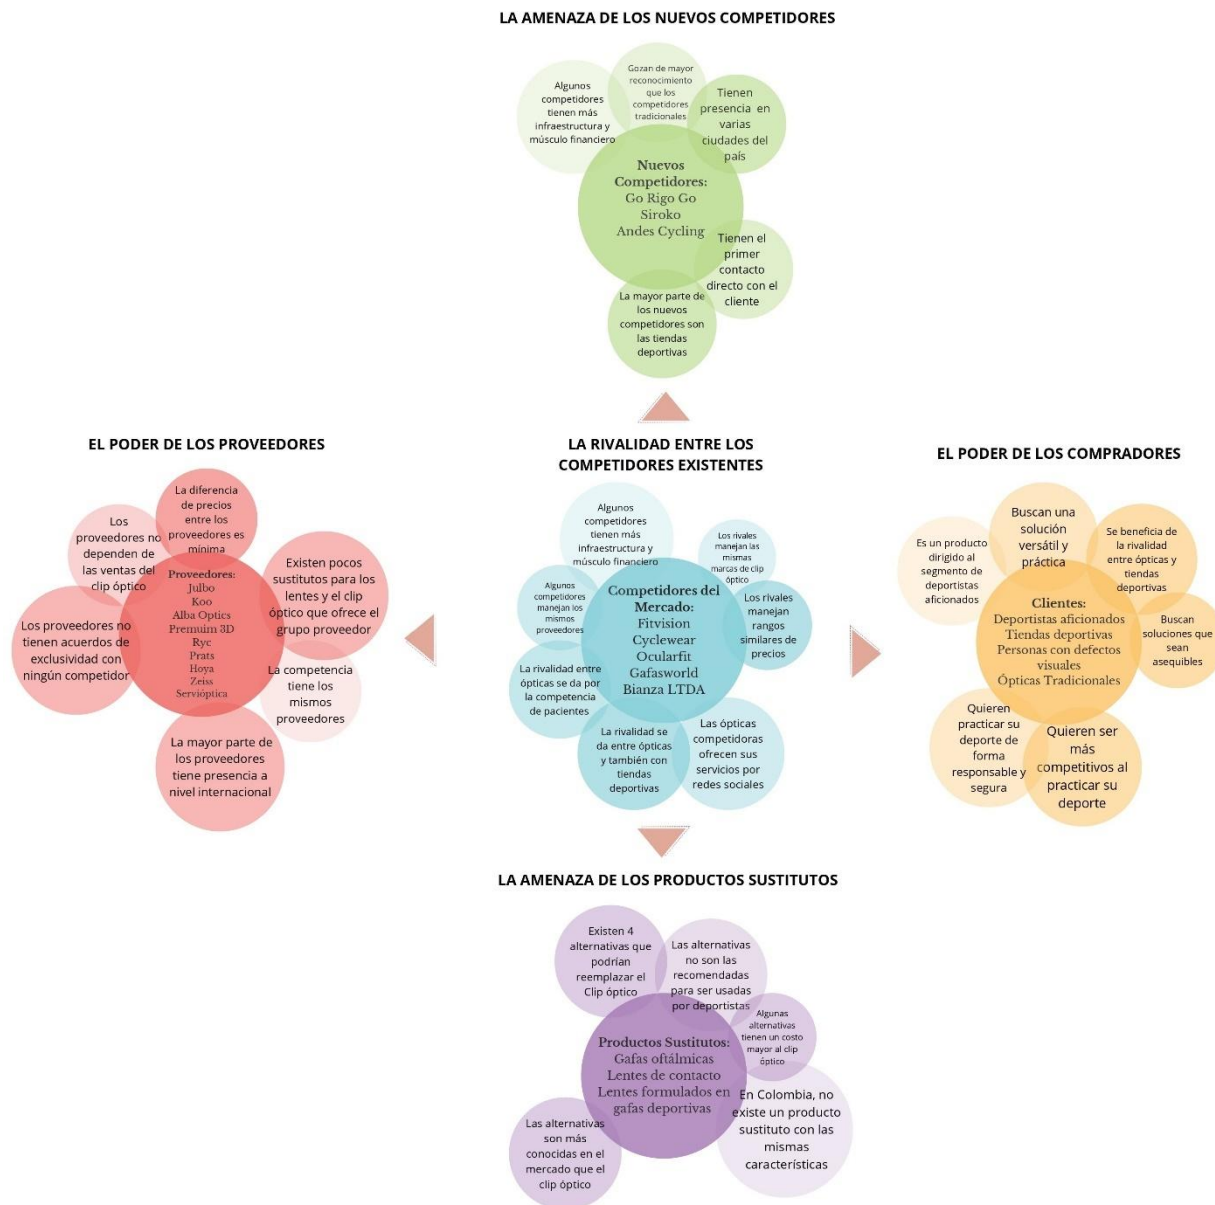 LA AMENAZA DE LOS NUEVOS COMPETIDORES
Algunos
competidores
tienen más
infraestructura y
músculo financiero
Gozan de mayor
reconocimiento
que los
competidores
tradicionales
Tienen
presencia en
varias
ciudades del
país
Nuevos
Competidores:
Go Rigo Go
Siroko
Andes Cycling
Tienen el
primer
contacto
directo con el
cliente
La mayor parte de
los nuevos
competidores son
las tiendas
deportivas
EL PODER DE LOS PROVEEDORES
La diferencia
de precios
entre los
proveedores es
mínima
Los
proveedores no
dependen de
las ventas del
clip óptico
Existen pocos
sustitutos para los
lentes y el clip
óptico que ofrece el
grupo proveedor
Proveedores:
Julbo
Koo
Alba Optics
Premuim 3D
Ryc
Prats
Hoya
Zeiss
Servióptica
Los proveedores no
tienen acuerdos de
exclusividad con
ningún competidor
La competencia
tiene los
mismos
proveedores
La mayor parte de
los proveedores
tiene presencia a
nivel internacional
LA RIVALIDAD ENTRE LOS
COMPETIDORES EXISTENTES
Algunos
competidores
tienen más
infraestructura y
músculo financiero
Los rivales
manejan las
mismas
marcas de clip
óptico
Algunos
competidores
manejan los
mismos
proveedores
Competidores del
Mercado:
Fitvision
Cyclewear
Ocularfit
Gafasworld
Bianza LTDA
Los rivales
manejan
rangos
similares de
precios
La rivalidad entre
ópticas se da por
la competencia
de pacientes
La rivalidad se
da entre ópticas
y también con
tiendas
deportivas
Las ópticas
competidoras
ofrecen sus
servicios por
redes sociales
EL PODER DE LOS COMPRADORES
Buscan una
solución
versátil y
práctica
Es un producto
dirigido al
segmento de
deportistas
aficionados
Se beneficia de
la rivalidad
entre ópticas y
tiendas
deportivas
Clientes:
Deportistas aficionados
Tiendas deportivas
Personas con defectos
visuales
Ópticas Tradicionales
Buscan
soluciones que
sean
asequibles
Quieren
practicar su
deporte de
forma
responsable y
segura
Quieren ser
más
competitivos al
practicar su
deporte
LA AMENAZA DE LOS PRODUCTOS SUSTITUTOS
Existen 4
alternativas que
podrían
reemplazar el
Clip óptico
Las alternativas
no son las
recomendadas
para ser usadas
por deportistas
Algunas
alternativas
tienen un costo
mayor al clip
óptico
Productos Sustitutos:
Gafas oftálmicas
Lentes de contacto
Lentes formulados en
gafas deportivas
En Colombia, no
existe un producto
sustituto con las
mismas
características
Las alternativas
son más
conocidas en el
mercado que el
clip óptico